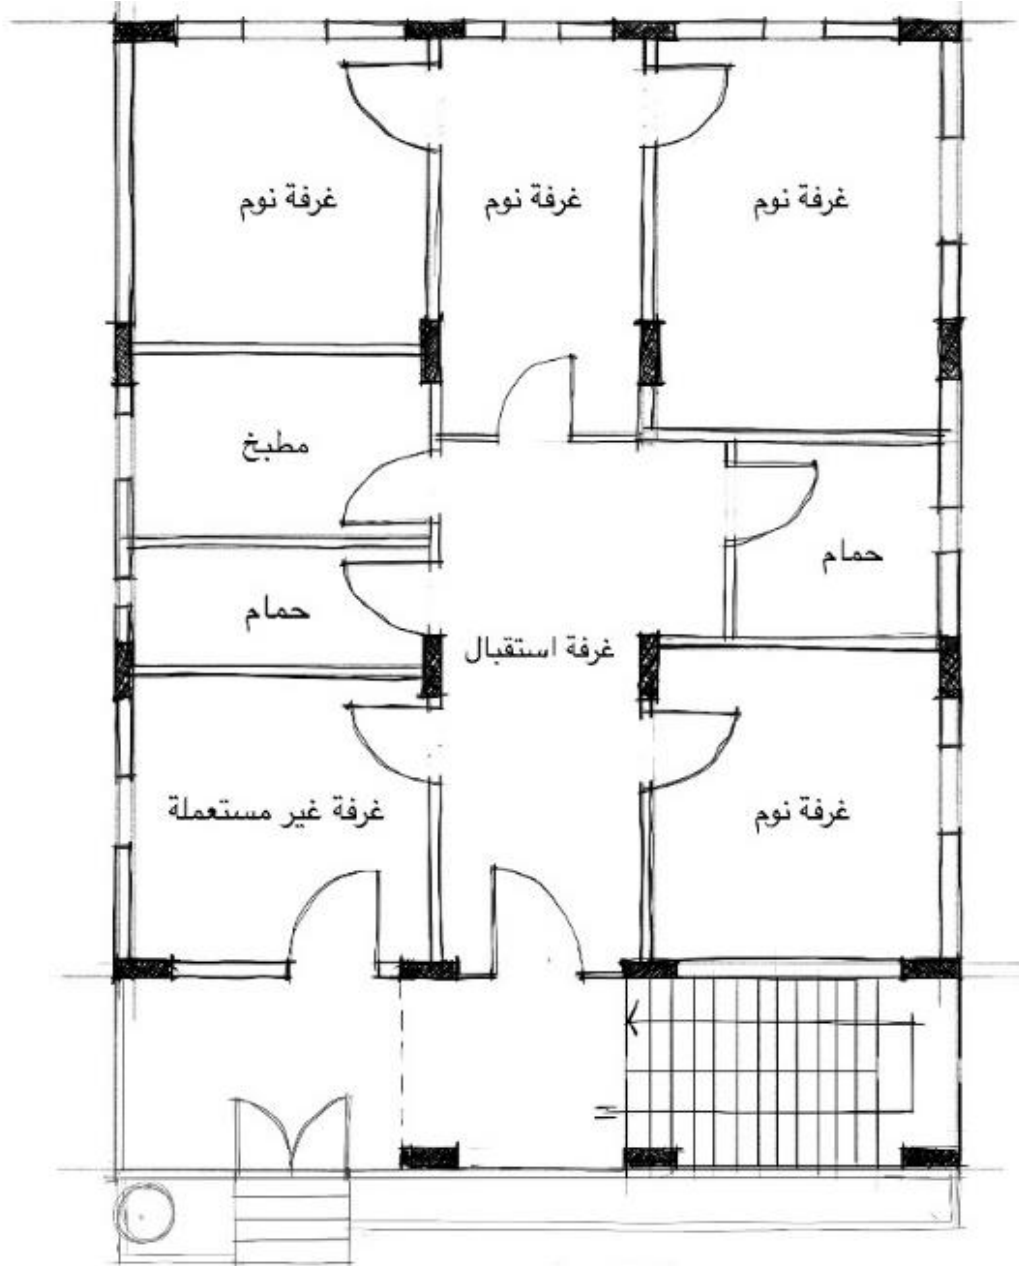 غرفة نوم
غرفة نوم
غرفة نوم
مطبخ
حمام
حمام
غرفة استقبال
غرفة نوم
غرفة غير مستعملة